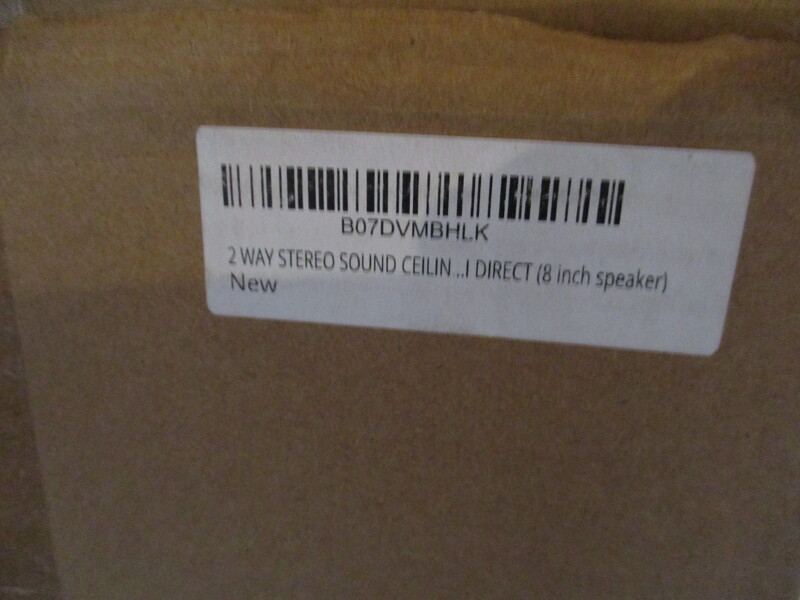 B07DVMBHLK
2 WAY STEREO SOUND CEILIN ..I DIRECT (8 inch speaker)
New